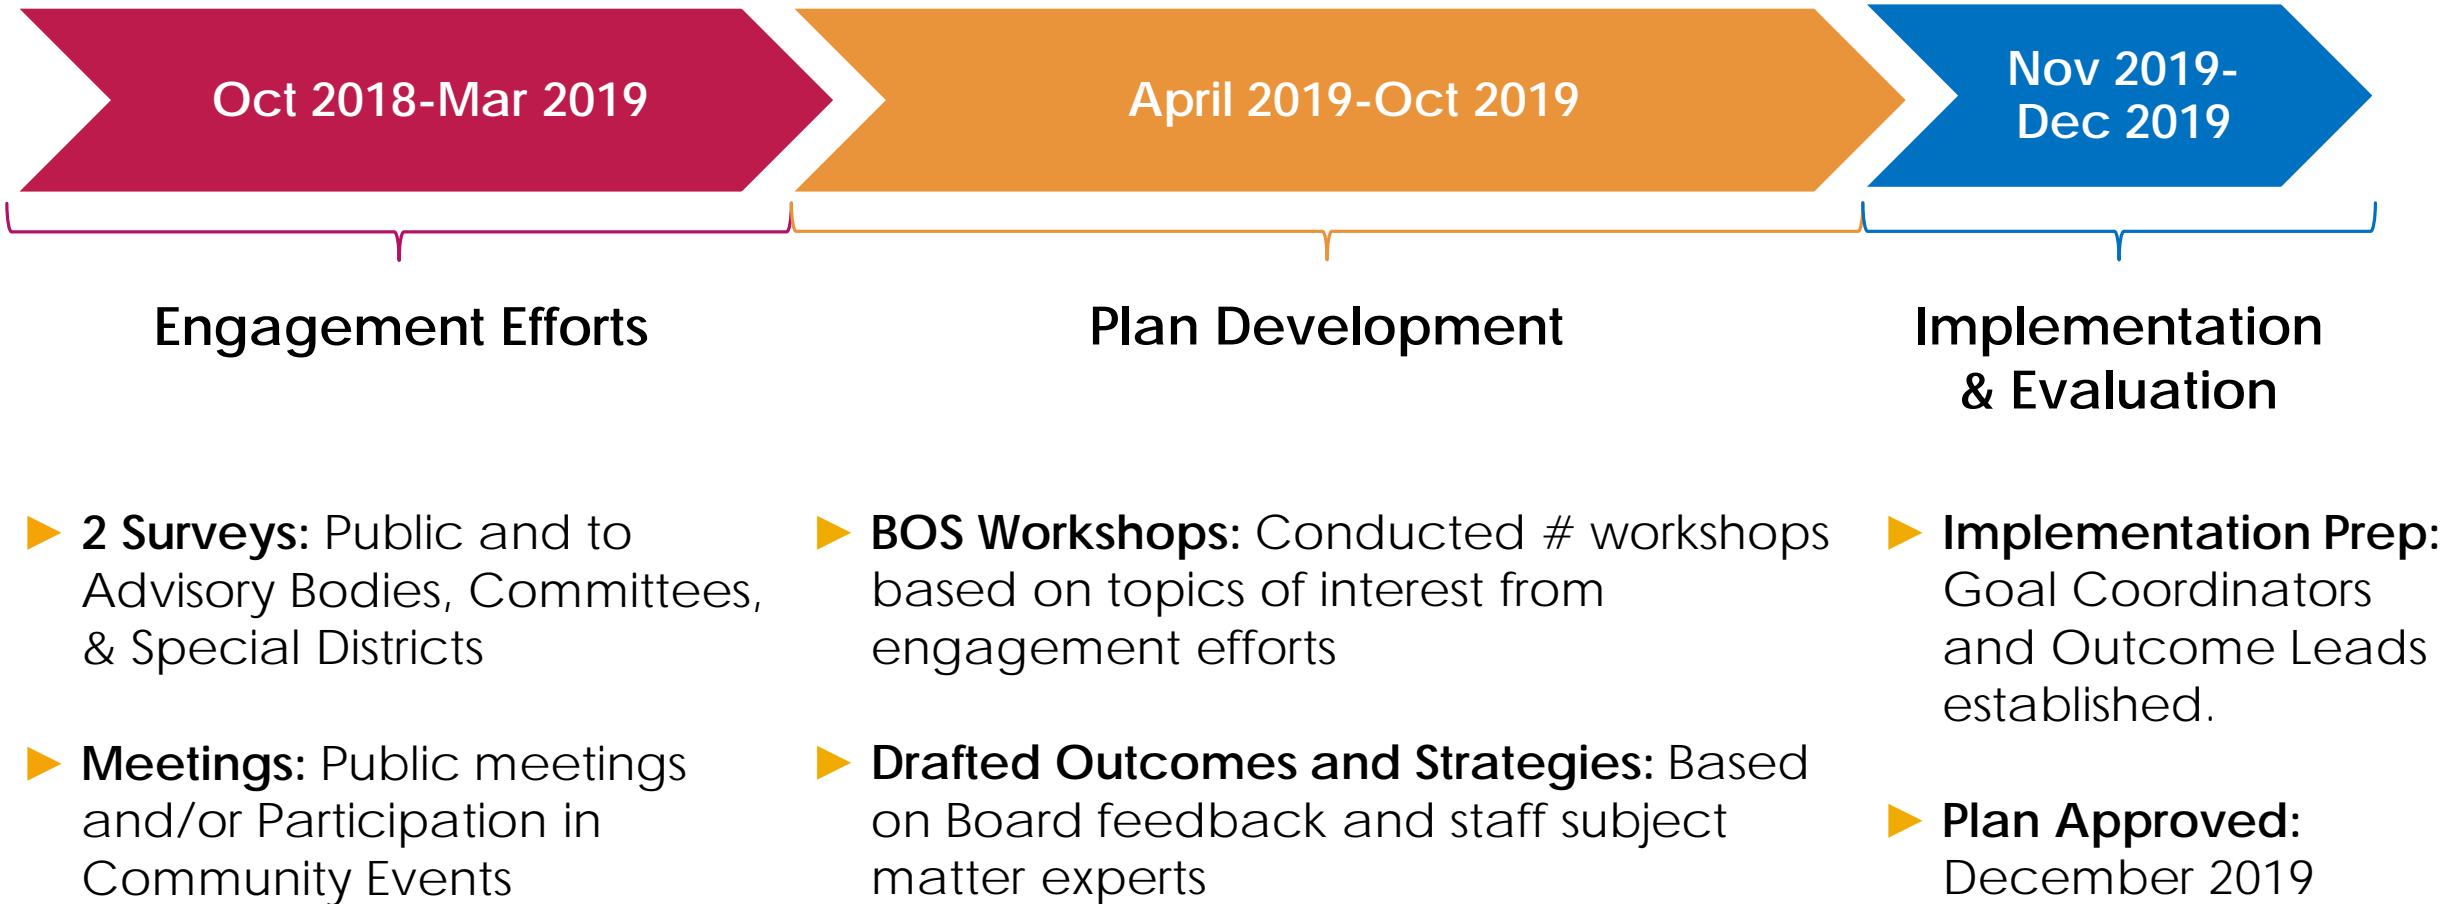 Oct 2018-Mar 2019
April 2019-Oct 2019
Nov 2019-
Dec 2019
Engagement Efforts
Plan Development
Implementation
& Evaluation
► 2 Surveys: Public and to
Advisory Bodies, Committees,
& Special Districts
► Meetings: Public meetings
and/or Participation in
Community Events
► BOS Workshops: Conducted # workshops
based on topics of interest from
engagement efforts
► Drafted Outcomes and Strategies: Based
on Board feedback and staff subject
matter experts
► Implementation Prep:
Goal Coordinators
and Outcome Leads
established.
► Plan Approved:
December 2019